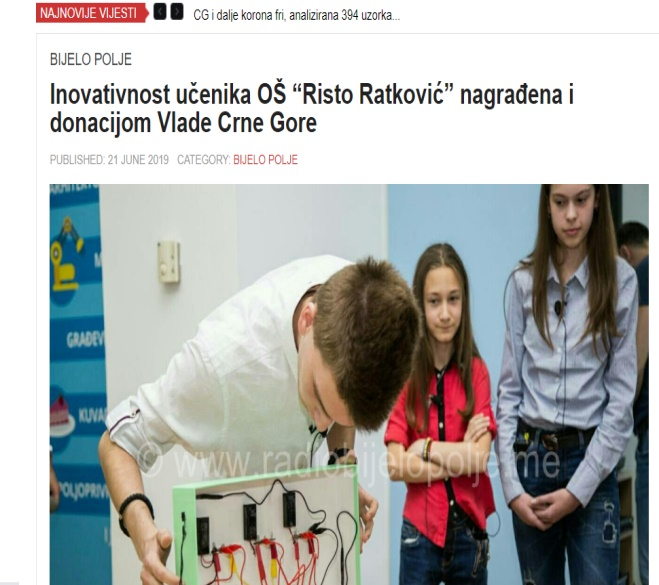 NAJNOVIJE VIJESTI
CG i dalje korona fri, analizirana 394 uzorka...
BIJELO POLJE
Inovativnost učenika OŠ “Risto Ratković” nagrađena i
donacijom Vlade Crne Gore
PUBLISHED: 21 JUNE 2019 CATEGORY: BIJELO POLJE
GRAĐEV
KUVA
POLJOPRIV
© www.radiobijelopolje.me